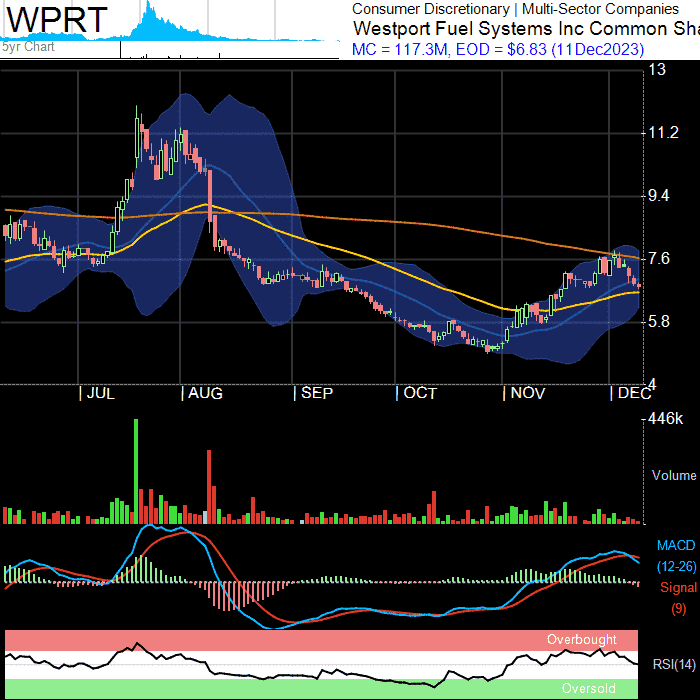 WPRT
5yr Chart
Consumer Discretionary | Multi-Sector Companies
Westport Fuel Systems Inc Common Sha
MC = 117.3M, EOD = $6.83 (11Dec2023)
13
11.2
9.4
7.6
5.8
4
JUL AUG SEP OCT NOV DEC
446k
Volume
MACD
(12-26)
Signal
(9)
Overbought
RSI(14)
Oversold